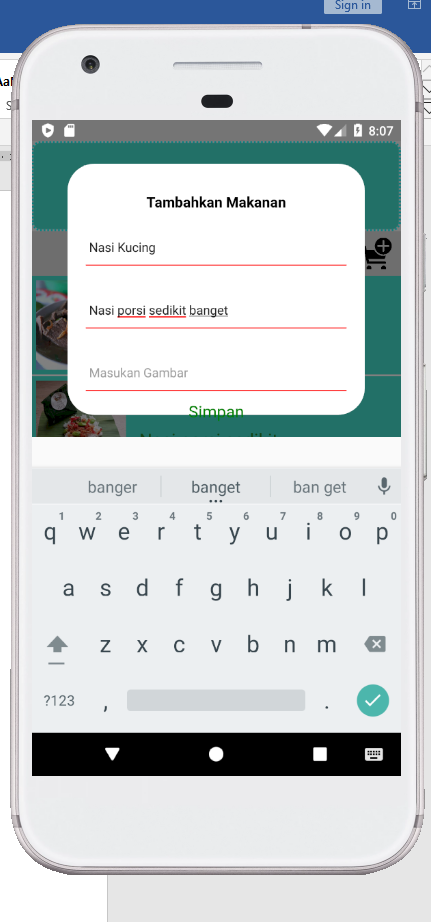 Sign in
8:07
Tambahkan Makanan
Nasi Kucing
Nasi porsi sedikit banget
Masukan Gambar
Simpan
banger banget ban get
1 2 3 4 5 6 7 8 9 0
q w e r t y u i o p
a s d f g h j k l
z x c v b n m
?123 , .